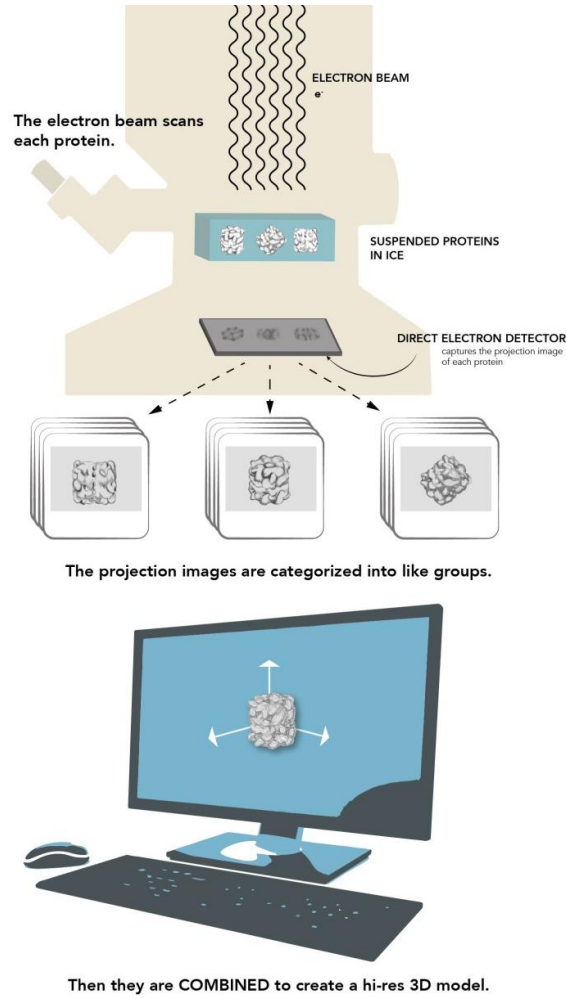 ELECTRON BEAM
e-
The electron beam scans
each protein.
SUSPENDED PROTEINS
IN ICE
DIRECT ELECTRON DETECTOR
captures the projection image
of each protein
The projection images are categorized into like groups.
Then they are COMBINED to create a hi-res 3D model.